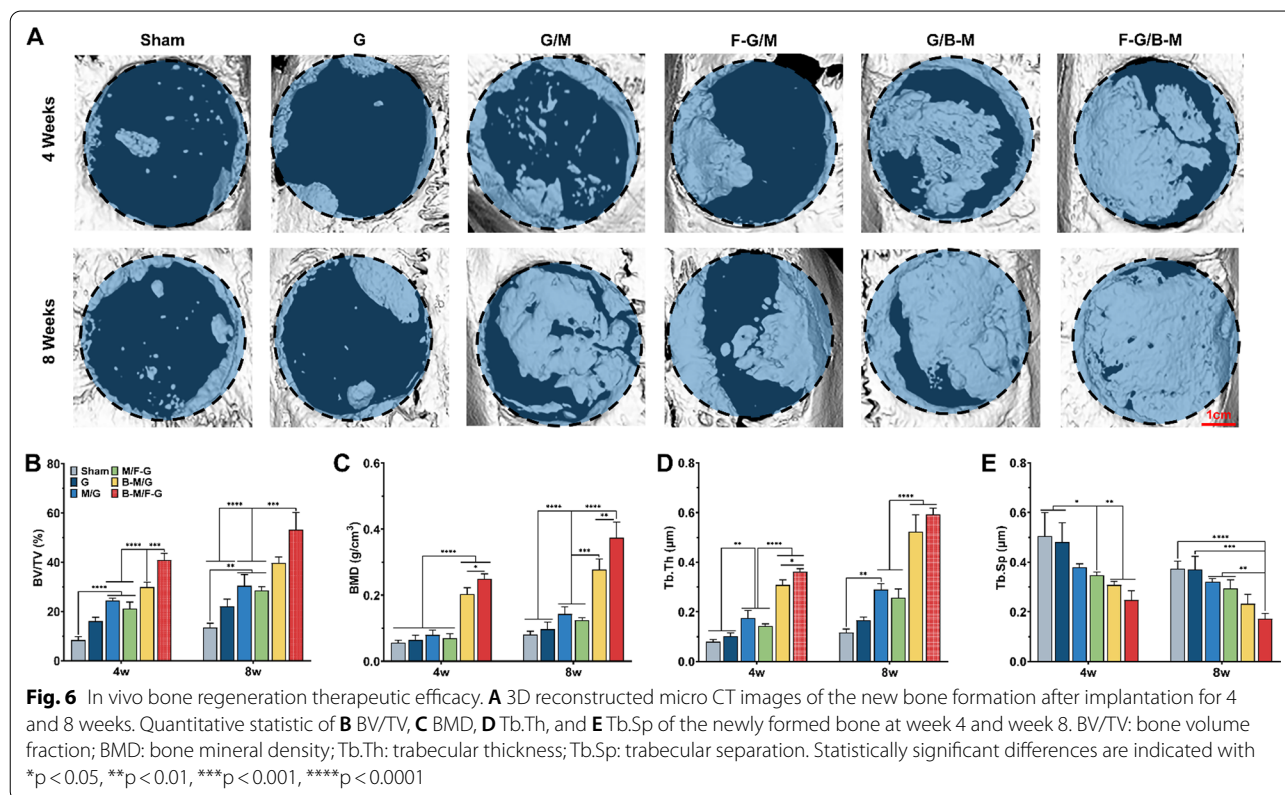 A
Sham G G/M F-G/M G/B-M F-G/B-M
4 Weeks
8 Weeks
1cm
B
BV/TV (%)
80
60
40
20
0
Sham M/F-G
G B-M/G
M/G B-M/F-G
**** **** *** **** ** ***
4w 8w
C
BMD (g/cm³)
0.6
0.4
0.2
0.0
**** * **** **** *** **
4w 8w
D
Tb.Th (μm)
0.8
0.6
0.4
0.2
0.0
** **** **** * ** ****
4w 8w
E
Tb.Sp (μm)
0.8
0.6
0.4
0.2
0.0
* ** **** *** **
4w 8w
Fig. 6 In vivo bone regeneration therapeutic efficacy. A 3D reconstructed micro CT images of the new bone formation after implantation for 4
and 8 weeks. Quantitative statistic of B BV/TV, C BMD, D Tb.Th, and E Tb.Sp of the newly formed bone at week 4 and week 8. BV/TV: bone volume
fraction; BMD: bone mineral density; Tb.Th: trabecular thickness; Tb.Sp: trabecular separation. Statistically significant differences are indicated with
*p < 0.05, **p < 0.01, ***p < 0.001, ****p < 0.0001